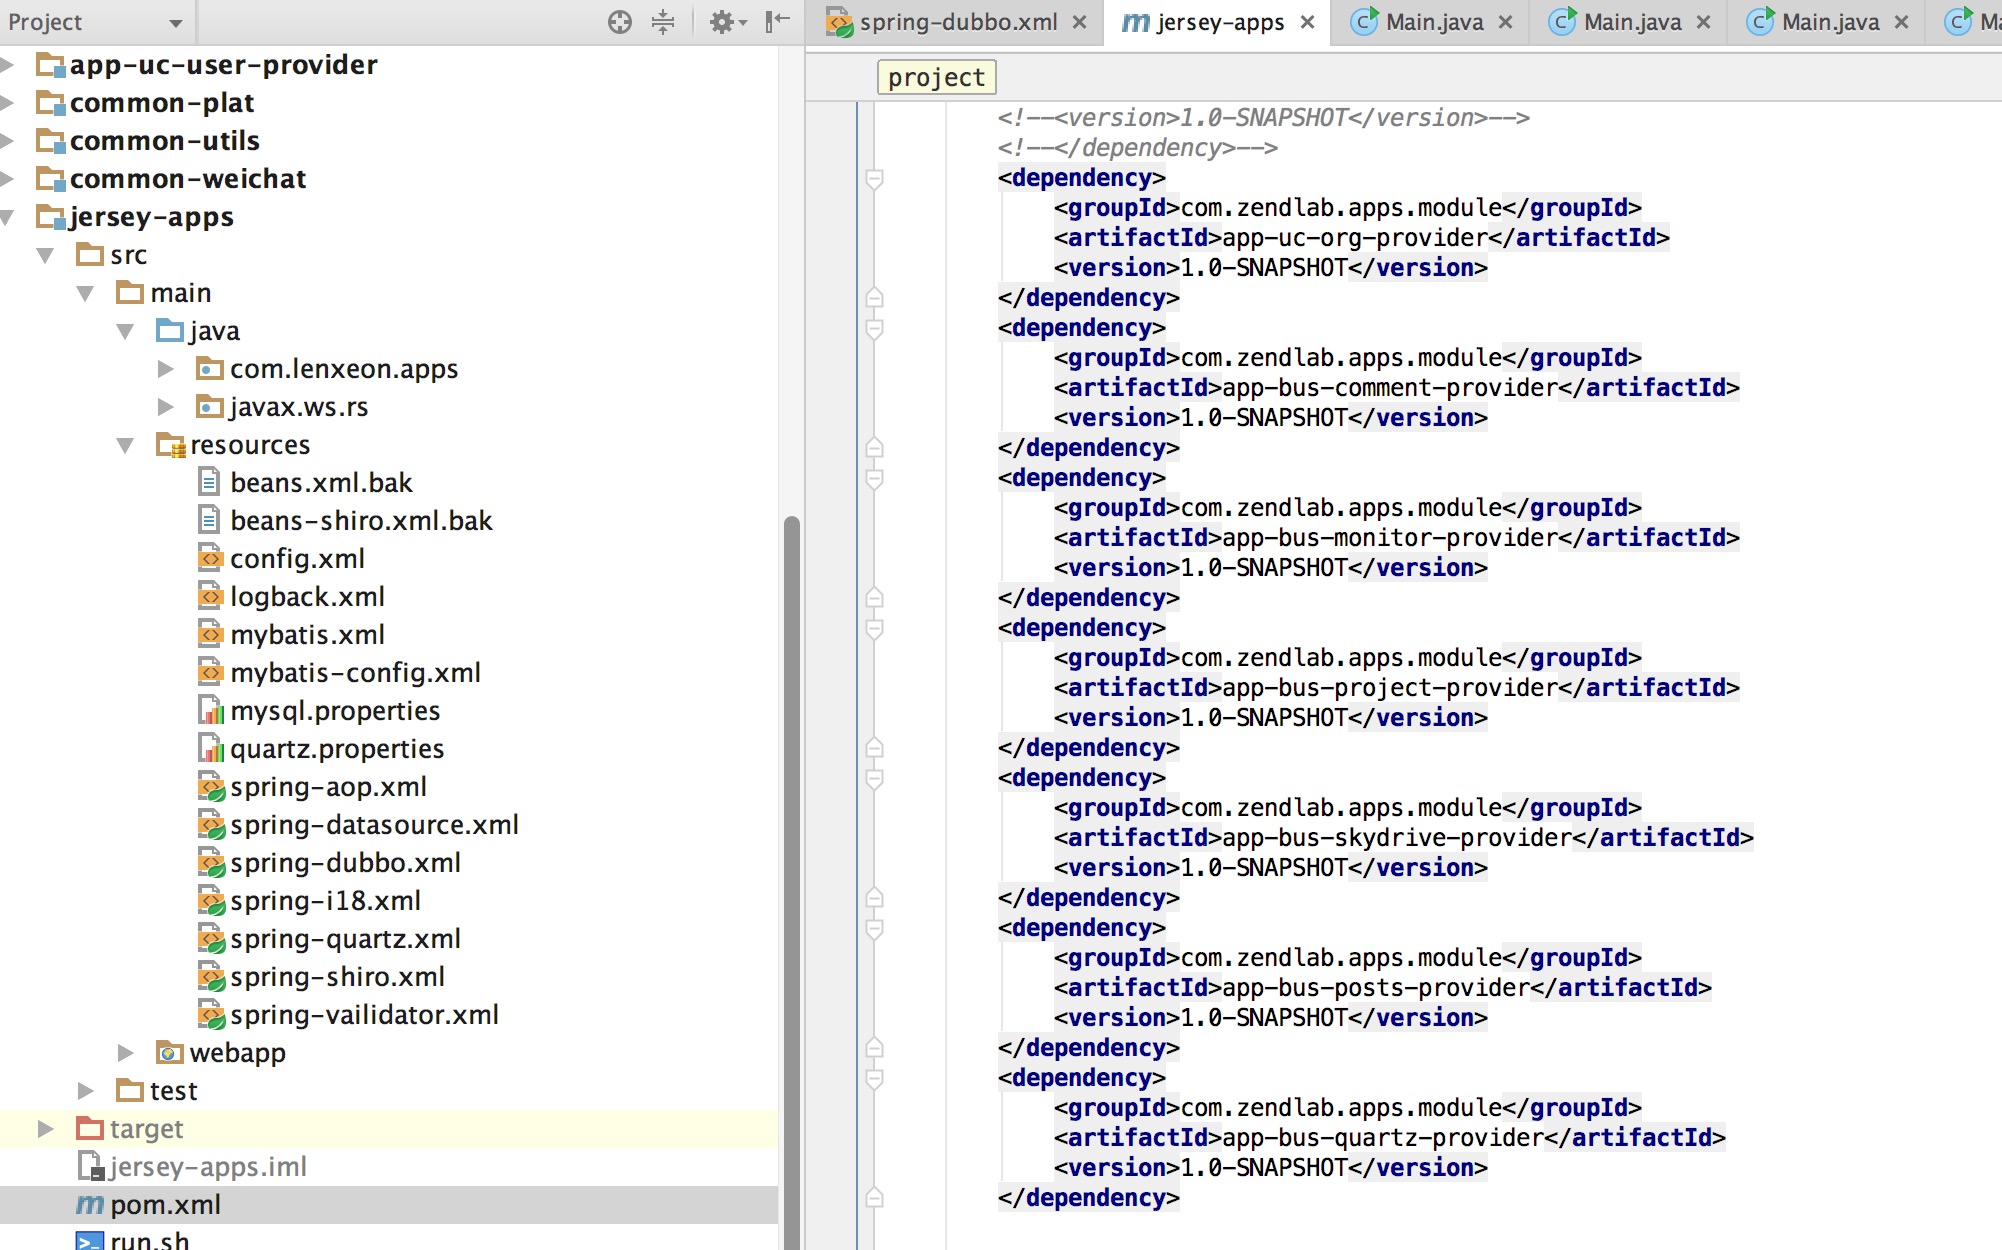 Project
app-uc-user-provider
common-plat
common-utils
common-weichat
jersey-apps
src
main
java
com.lenxeon.apps
javax.ws.rs
resources
beans.xml.bak
beans-shiro.xml.bak
config.xml
logback.xml
mybatis.xml
mybatis-config.xml
mysql.properties
quartz.properties
spring-aop.xml
spring-datasource.xml
spring-dubbo.xml
spring-i18.xml
spring-quartz.xml
spring-shiro.xml
spring-vailidator.xml
webapp
test
target
jersey-apps.iml
pom.xml
run.sh
spring-dubbo.xml jersey-apps Main.java Main.java Main.java
project
<!--<version>1.0-SNAPSHOT</version>-->
<!--</dependency>-->
<dependency>
<groupId>com.zendlab.apps.module</groupId>
<artifactId>app-uc-org-provider</artifactId>
<version>1.0-SNAPSHOT</version>
</dependency>
<dependency>
<groupId>com.zendlab.apps.module</groupId>
<artifactId>app-bus-comment-provider</artifactId>
<version>1.0-SNAPSHOT</version>
</dependency>
<dependency>
<groupId>com.zendlab.apps.module</groupId>
<artifactId>app-bus-monitor-provider</artifactId>
<version>1.0-SNAPSHOT</version>
</dependency>
<dependency>
<groupId>com.zendlab.apps.module</groupId>
<artifactId>app-bus-project-provider</artifactId>
<version>1.0-SNAPSHOT</version>
</dependency>
<dependency>
<groupId>com.zendlab.apps.module</groupId>
<artifactId>app-bus-skydrive-provider</artifactId>
<version>1.0-SNAPSHOT</version>
</dependency>
<dependency>
<groupId>com.zendlab.apps.module</groupId>
<artifactId>app-bus-posts-provider</artifactId>
<version>1.0-SNAPSHOT</version>
</dependency>
<dependency>
<groupId>com.zendlab.apps.module</groupId>
<artifactId>app-bus-quartz-provider</artifactId>
<version>1.0-SNAPSHOT</version>
</dependency>